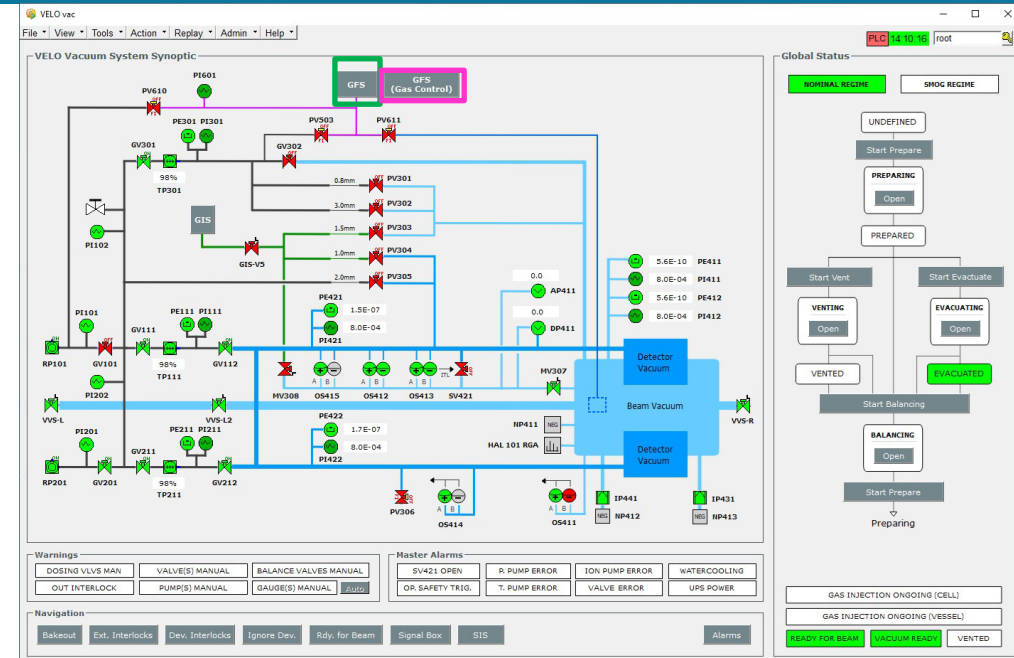 VELO vac
File View Tools Action Replay Admin Help
PLC 14:10:16 root
VELO Vacuum System Synoptic
PI601
PV610
GFS
GFS
(Gas Control)
PE301 PI301
PV503
PV611
GV301
GV302
98%
TP301
0.8mm
PV301
3.0mm
PV302
1.5mm
PV303
1.0mm
PV304
2.0mm
PV305
GIS
GIS-V5
PI102
5.6E-10 PE411
8.0E-04 PI411
5.6E-10 PE412
8.0E-04 PI412
0.0
AP411
0.0
DP411
PE421
1.5E-07
8.0E-04
PI421
PI101
PE111 PI111
GV111
RP101
GV101
98%
TP111
GV112
PI202
Detector
Vacuum
A B
A B
A B
ITL
MV308
OS415
OS412
OS413
SV421
MV307
VVS-L
VVS-L2
Beam Vacuum
VVS-R
PE422
1.7E-07
8.0E-04
PI422
NP411
NEG
HAL 101 RGA
PI201
PE211 PI211
GV211
RP201
GV201
98%
TP211
GV212
Detector
Vacuum
PV306
A B
OS414
A B
OS411
IP441
NEG
NP412
IP431
NEG
NP413
Warnings
DOSING VLVS MAN
VALVE(S) MANUAL
BALANCE VALVES MANUAL
OUT INTERLOCK
PUMP(S) MANUAL
GAUGE(S) MANUAL
Auto
Master Alarms
SV421 OPEN
P. PUMP ERROR
ION PUMP ERROR
WATERCOOLING
OP. SAFETY TRIG.
T. PUMP ERROR
VALVE ERROR
UPS POWER
Navigation
Bakeout
Ext. Interlocks
Dev. Interlocks
Ignore Dev.
Rdy. for Beam
Signal Box
SIS
Alarms
Global Status
NOMINAL REGIME
SMOG REGIME
UNDEFINED
Start Prepare
PREPARING
Open
PREPARED
Start Vent
Start Evactuate
VENTING
Open
EVACUATING
Open
VENTED
EVACUATED
Start Balancing
BALANCING
Open
Start Prepare
Preparing
GAS INJECTION ONGOING (CELL)
GAS INJECTION ONGOING (VESSEL)
READY FOR BEAM
VACUUM READY
VENTED